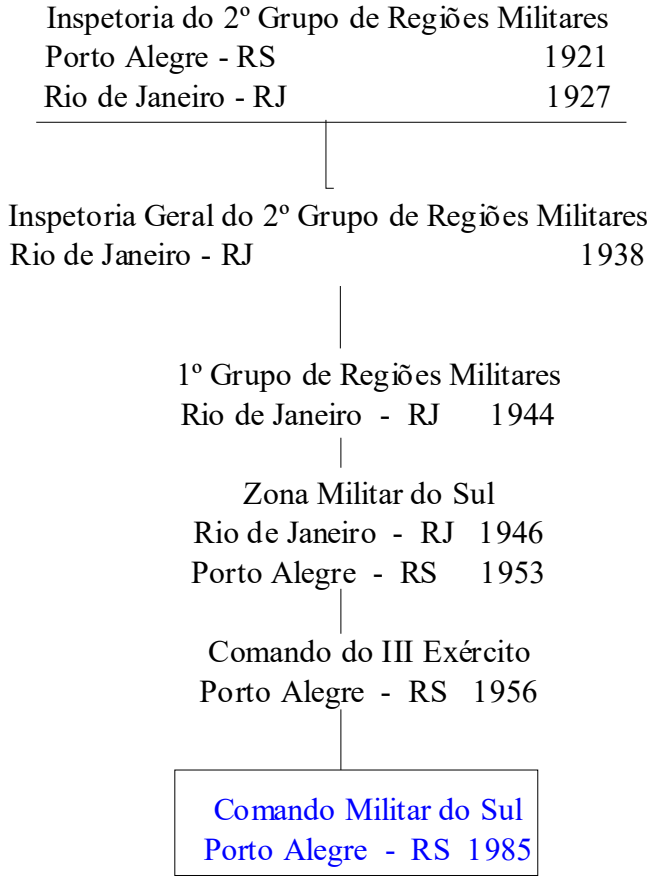 Inspetoria do 2º Grupo de Regiões Militares
Porto Alegre - RS 1921
Rio de Janeiro - RJ 1927
Inspetoria Geral do 2º Grupo de Regiões Militares
Rio de Janeiro - RJ 1938
1º Grupo de Regiões Militares
Rio de Janeiro - RJ 1944
Zona Militar do Sul
Rio de Janeiro - RJ 1946
Porto Alegre - RS 1953
Comando do III Exército
Porto Alegre - RS 1956
Comando Militar do Sul
Porto Alegre - RS 1985